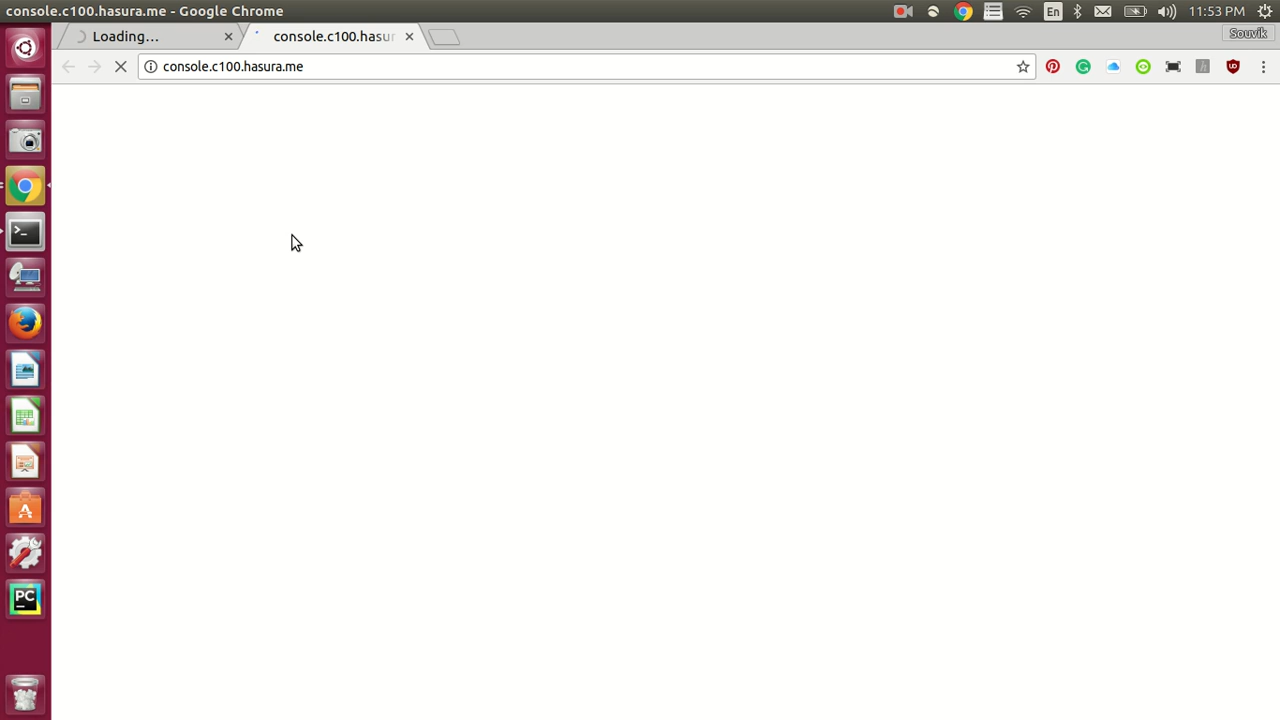 console.c100.hasura.me - Google Chrome
En
11:53 PM
Loading...
console.c100.hasur
Souvik
console.c100.hasura.me
PC